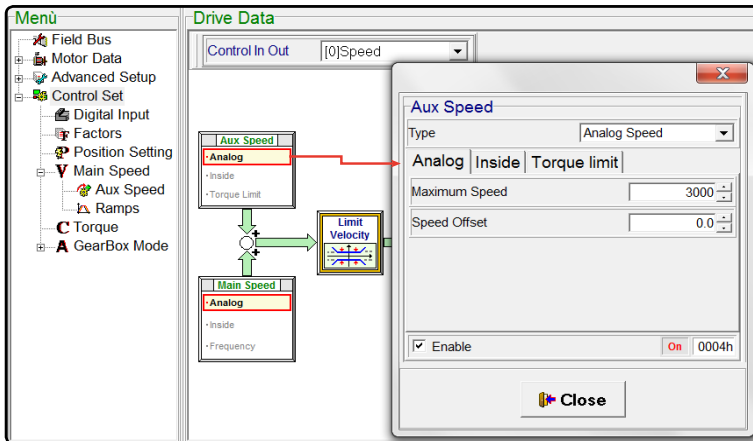 Menù
Field Bus
Motor Data
Advanced Setup
Control Set
Digital Input
Factors
Position Setting
V Main Speed
Aux Speed
Ramps
C Torque
A GearBox Mode
Drive Data
Control In Out [0]Speed
Aux Speed
Analog
Inside
Torque Limit
Limit
Velocity
Main Speed
Analog
Inside
Frequency
X
Aux Speed
Type Analog Speed
Analog Inside Torque limit
Maximum Speed 3000
Speed Offset 0.0
Enable On 0004h
Close